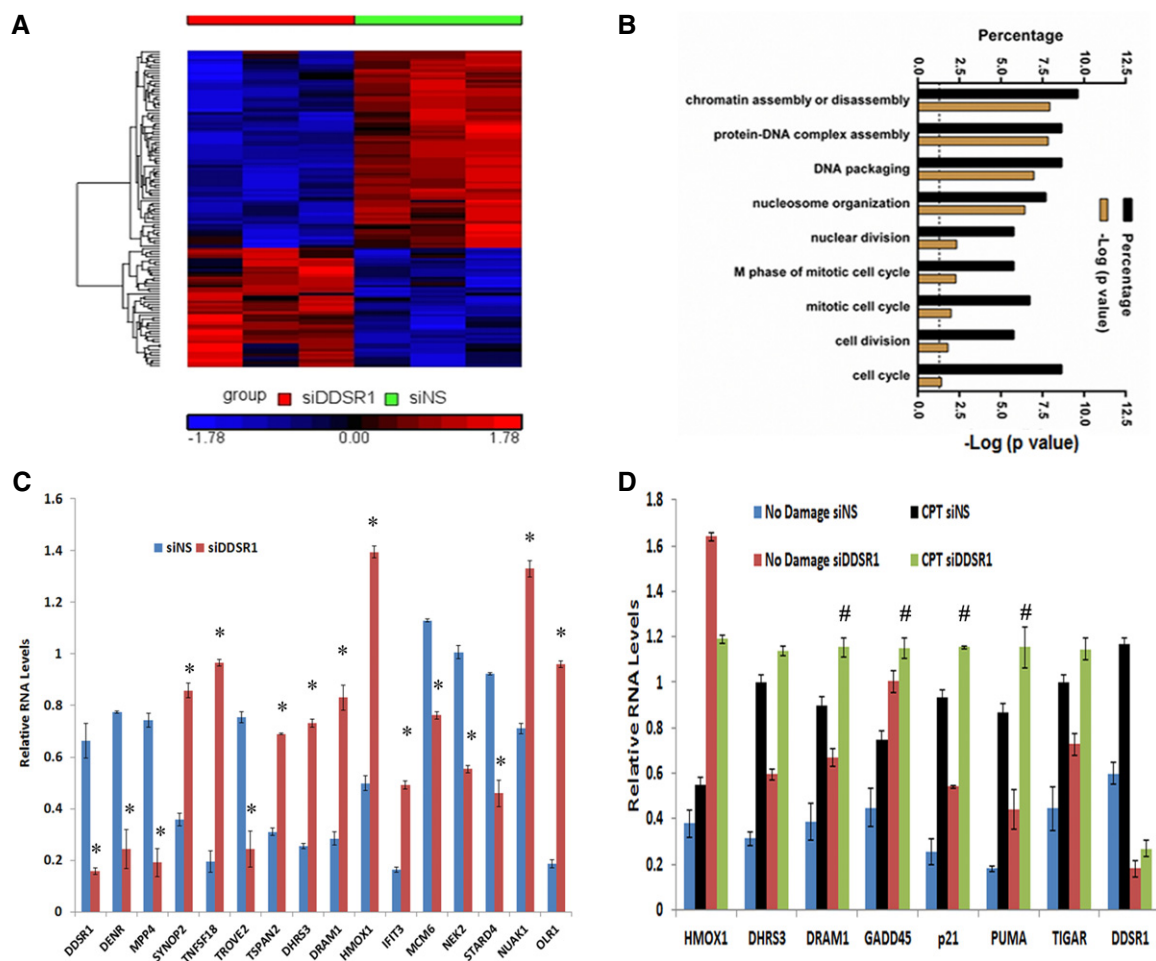 A
group siDDSR1 siNS
-1.78 0.00 1.78
B
Percentage
0.0 2.5 5.0 7.5 10.0 12.5
chromatin assembly or disassembly
protein-DNA complex assembly
DNA packaging
nucleosome organization
nuclear division
M phase of mitotic cell cycle
mitotic cell cycle
cell division
cell cycle
Percentage
-Log (p value)
0.0 2.5 5.0 7.5 10.0 12.5
-Log (p value)
C
Relative RNA Levels
1.6
1.4
1.2
1
0.8
0.6
0.4
0.2
0
siNS siDDSR1
* * * * * * * * * * * * * * * *
DDSR1 DENR MPP4 SYNOP2 TNFSF18 TROVE2 TSPAN2 DHRS3 DRAM1 HMOX1 IFIT3 MCM6 NEK2 STARD4 NUAK1 OLR1
D
Relative RNA Levels
1.8
1.6
1.4
1.2
1
0.8
0.6
0.4
0.2
0
No Damage siNS CPT siNS
No Damage siDDSR1 CPT siDDSR1
# # # #
HMOX1 DHRS3 DRAM1 GADD45 p21 PUMA TIGAR DDSR1